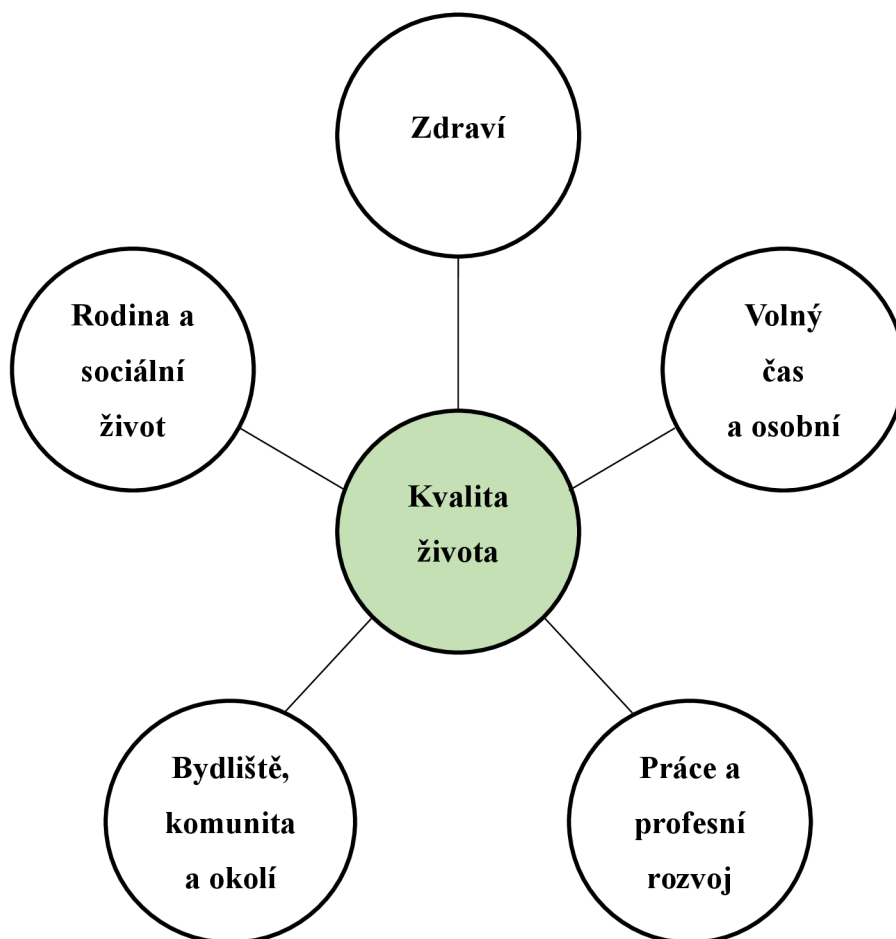 Zdraví
Rodina a
sociální
život
Volný
čas
a osobní
Kvalita
života
Bydliště,
komunita
a okolí
Práce a
profesní
rozvoj